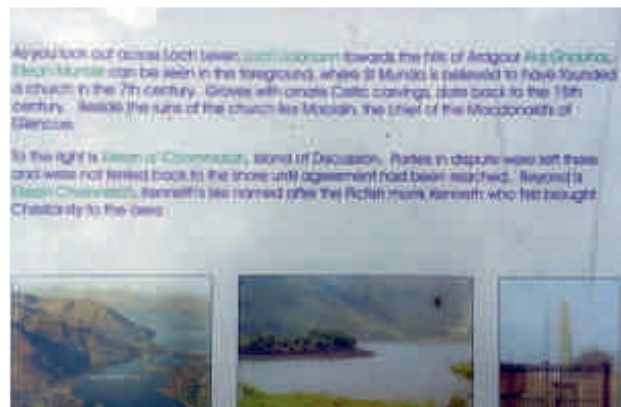 As you look out across Loch Leven, towards the hills of Ardgour
Eilean Munde can be seen in the foreground, where St Mundo is believed to have founded
a church in the 7th century. Graves with ornate Celtic carvings, date back to the 15th
century. Beside the ruins of the church lies MacIain, the chief of the Macdonalds of
Glencoe.
To the right is Eilean a' Chomhraidh, Island of Discussion. Parties in dispute were left there
and were not ferried back to the shore until agreement had been reached. Beyond is
Kenneth's Isle named after the Pictish monk Kenneth who first brought
Christianity to the area.